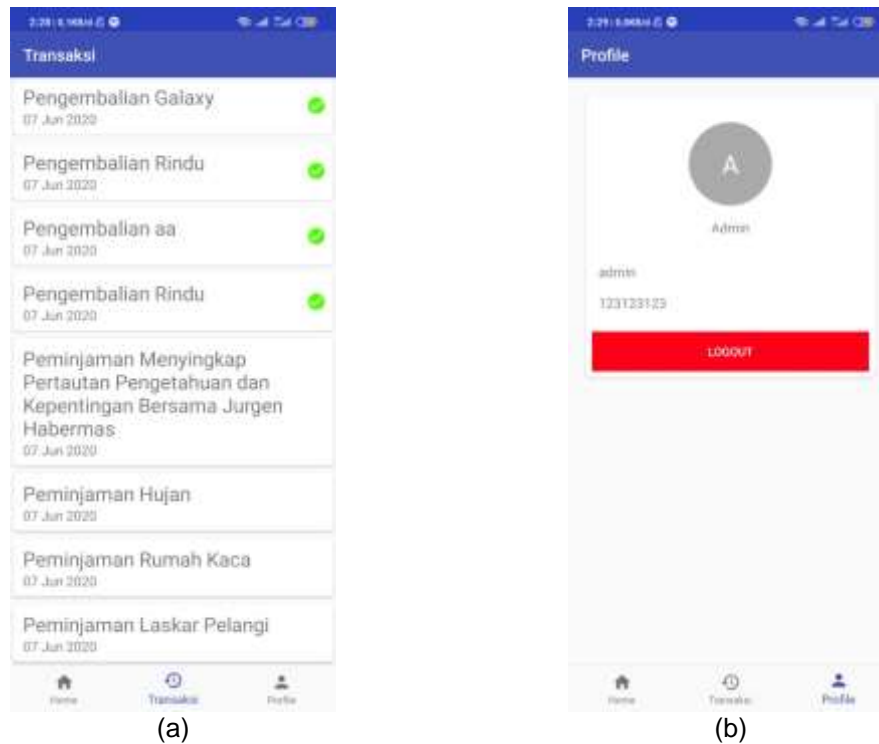 Transaksi
Pengembalian Galaxy
07 Jun 2020
Pengembalian Rindu
07 Jun 2020
Pengembalian aa
07 Jun 2020
Pengembalian Rindu
07 Jun 2020
Peminjaman Menyingkap
Pertautan Pengetahuan dan
Kepentingan Bersama Jurgen
Habermas
07 Jun 2020
Peminjaman Hujan
07 Jun 2020
Peminjaman Rumah Kaca
07 Jun 2020
Peminjaman Laskar Pelangi
07 Jun 2020
Home Transaksi Profile
(a)
2:29
Profile
A
Admin
admin
123123123
LOGOUT
Home Transaksi Profile
(b)